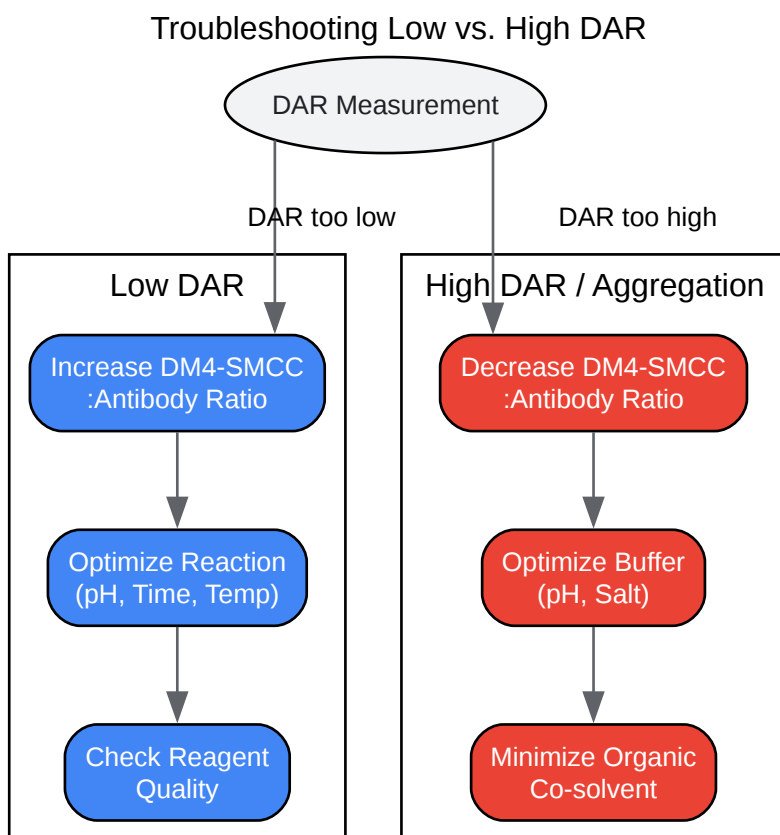 Troubleshooting Low vs. High DAR
DAR Measurement
DAR too low
DAR too high
Low DAR
Increase DM4-SMCC
:Antibody Ratio
Optimize Reaction
(pH, Time, Temp)
Check Reagent
Quality
High DAR / Aggregation
Decrease DM4-SMCC
:Antibody Ratio
Optimize Buffer
(pH, Salt)
Minimize Organic
Co-solvent